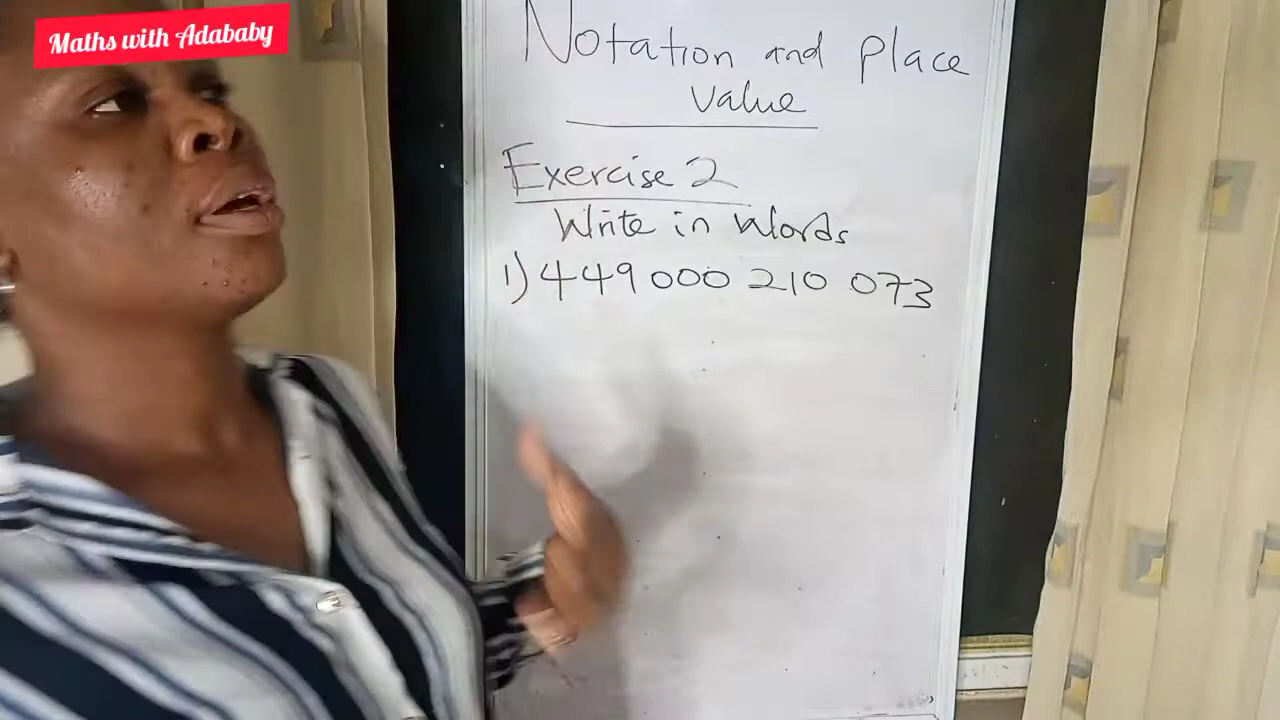 Maths with Adababy
Notation and place
value
Exercise 2
Write in words
1) 449 000 210 073